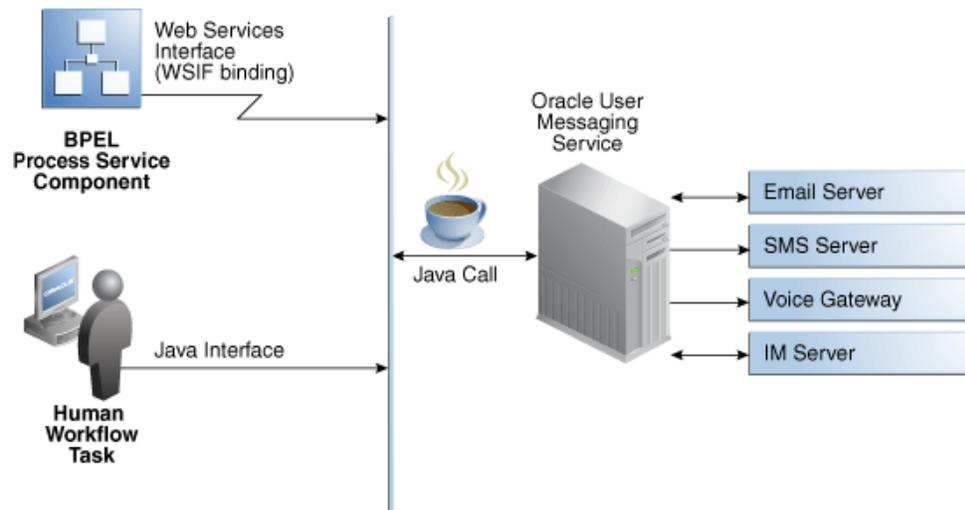 Web Services
Interface
(WSIF binding)
BPEL
Process Service
Component
Oracle User
Messaging
Service
Java Call
Email Server
SMS Server
Voice Gateway
IM Server
ORACLE
Java Interface
Human
Workflow
Task